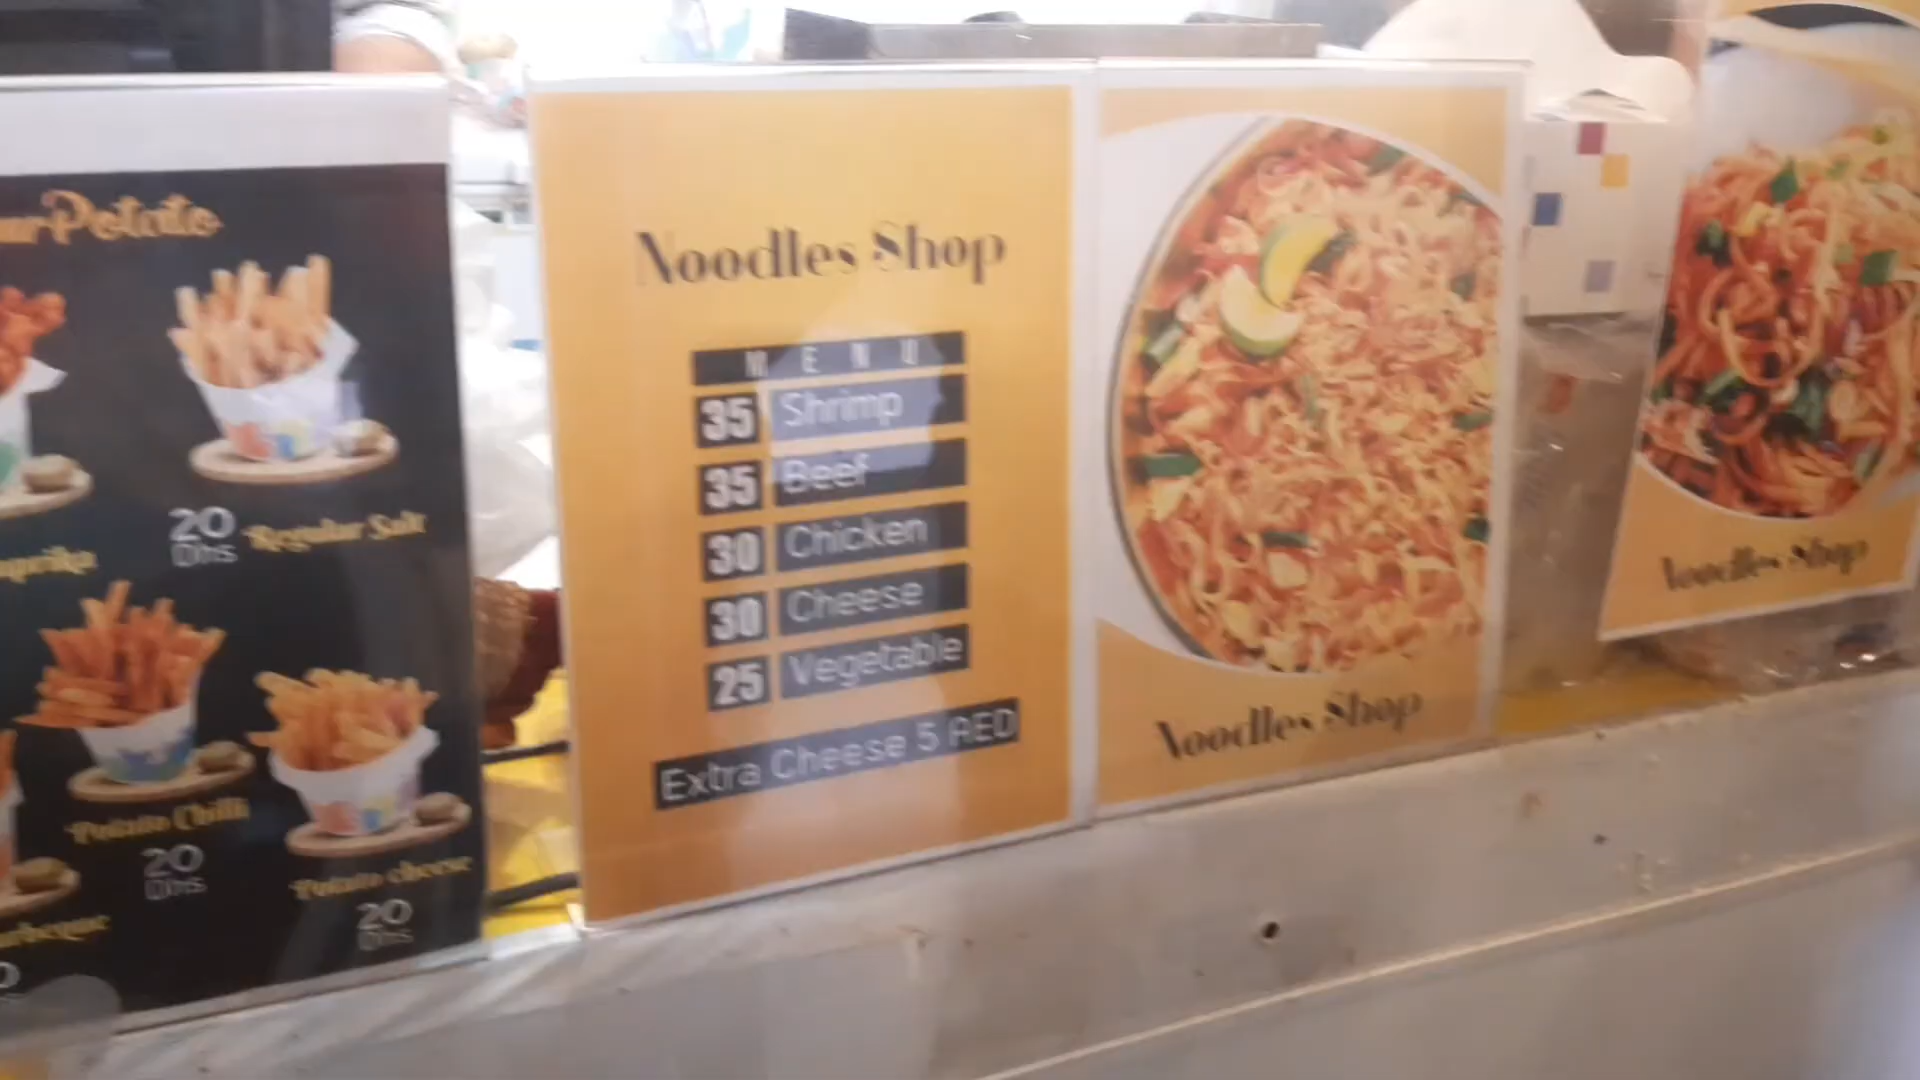 Potato
20
Dhs
Regular Salt
Potato Chilli
20
Dhs
Potato cheese
20
Dhs
Noodles Shop
MENU
35 Shrimp
35 Beef
30 Chicken
30 Cheese
25 Vegetable
Extra Cheese 5 AED
Noodles Shop
Noodles Shop